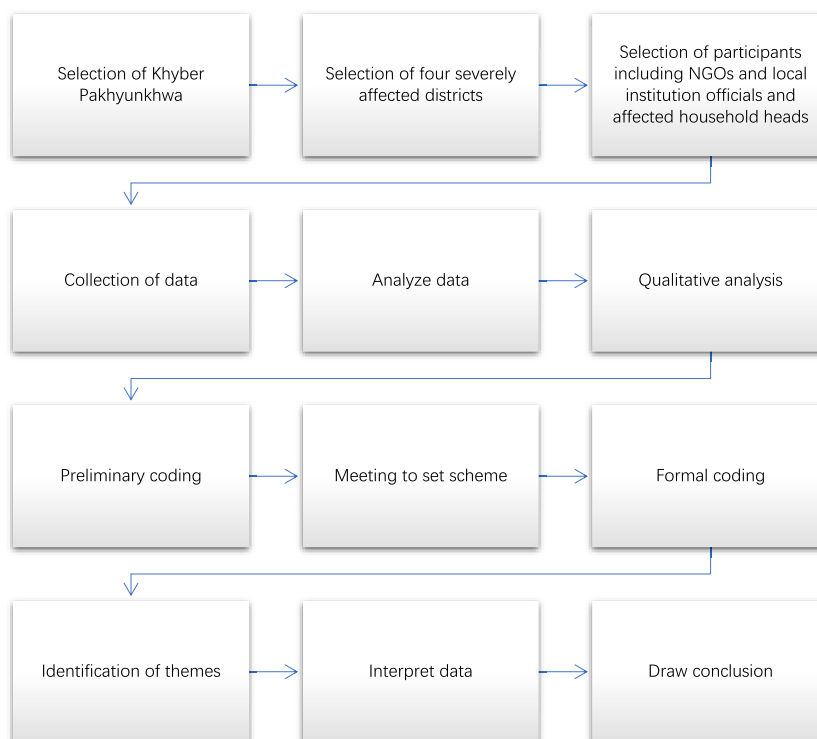 Selection of Khyber
Pakhyunkhwa
Selection of four severely
affected districts
Selection of participants
including NGOs and local
institution officials and
affected household heads
Collection of data
Analyze data
Qualitative analysis
Preliminary coding
Meeting to set scheme
Formal coding
Identification of themes
Interpret data
Draw conclusion